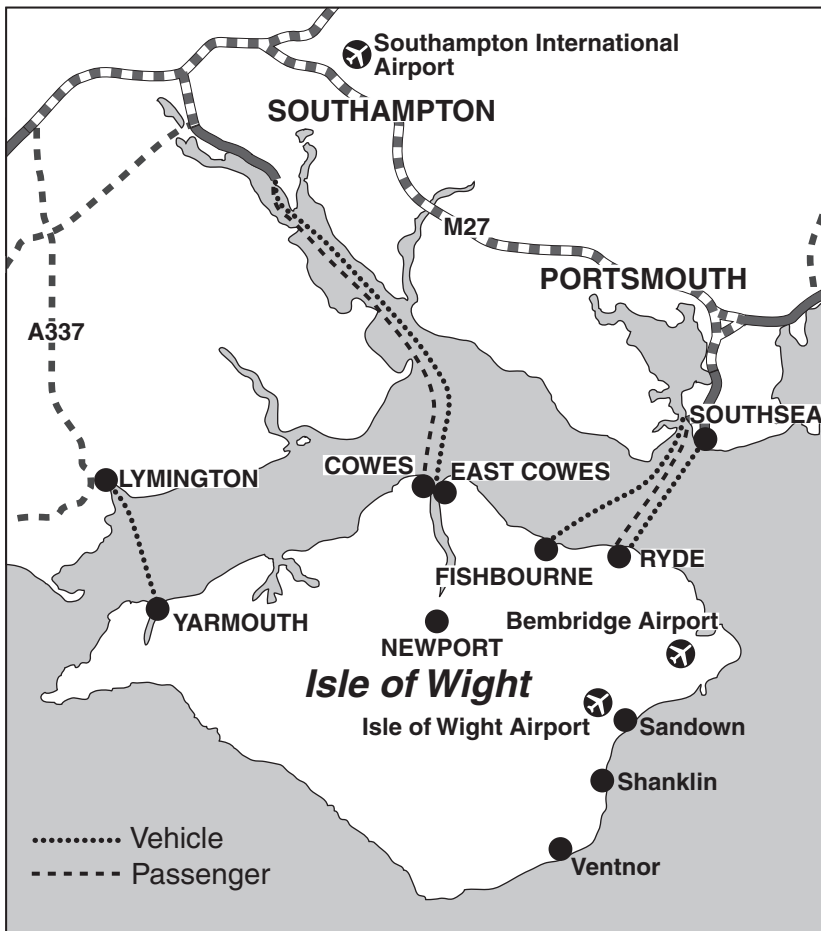 Southampton International
Airport
SOUTHAMPTON
M27
PORTSMOUTH
A337
SOUTHSEA
COWES
EAST COWES
LYMINGTON
RYDE
FISHBOURNE
YARMOUTH
Bembridge Airport
NEWPORT
Isle of Wight
Isle of Wight Airport
Sandown
Shanklin
Vehicle
Passenger
Ventnor